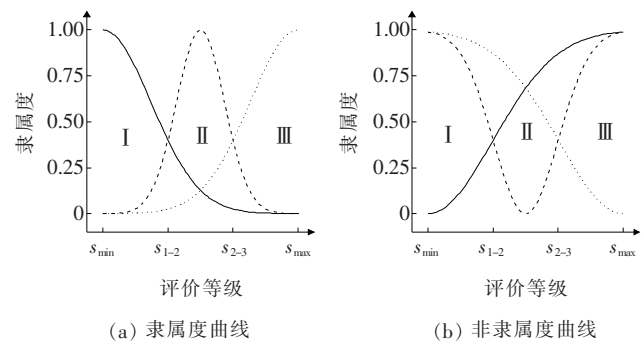 1.00
0.75
0.50
0.25
0
隶属度
Ⅰ
Ⅱ
Ⅲ
s_min
s_1–2
s_2–3
s_max
评价等级
(a) 隶属度曲线
1.00
0.75
0.50
0.25
0
隶属度
Ⅰ
Ⅱ
Ⅲ
s_min
s_1–2
s_2–3
s_max
评价等级
(b) 非隶属度曲线